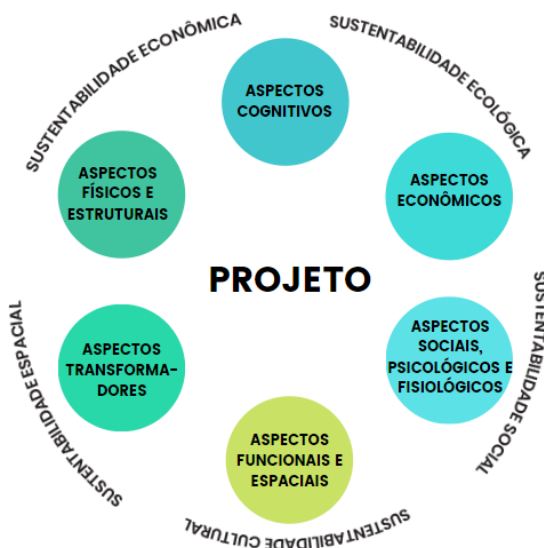 SUSTENTABILIDADE ECONÔMICA
SUSTENTABILIDADE ECOLÓGICA
ASPECTOS
COGNITIVOS
ASPECTOS
FÍSICOS E
ESTRUTURAIS
ASPECTOS
ECONÔMICOS
PROJETO
ASPECTOS
TRANSFORMA-
DORES
ASPECTOS
SOCIAIS,
PSICOLÓGICOS E
FISIOLÓGICOS
SUSTENTABILIDADE ESPACIAL
SUSTENTABILIDADE SOCIAL
ASPECTOS
FUNCIONAIS E
ESPACIAIS
SUSTENTABILIDADE CULTURAL